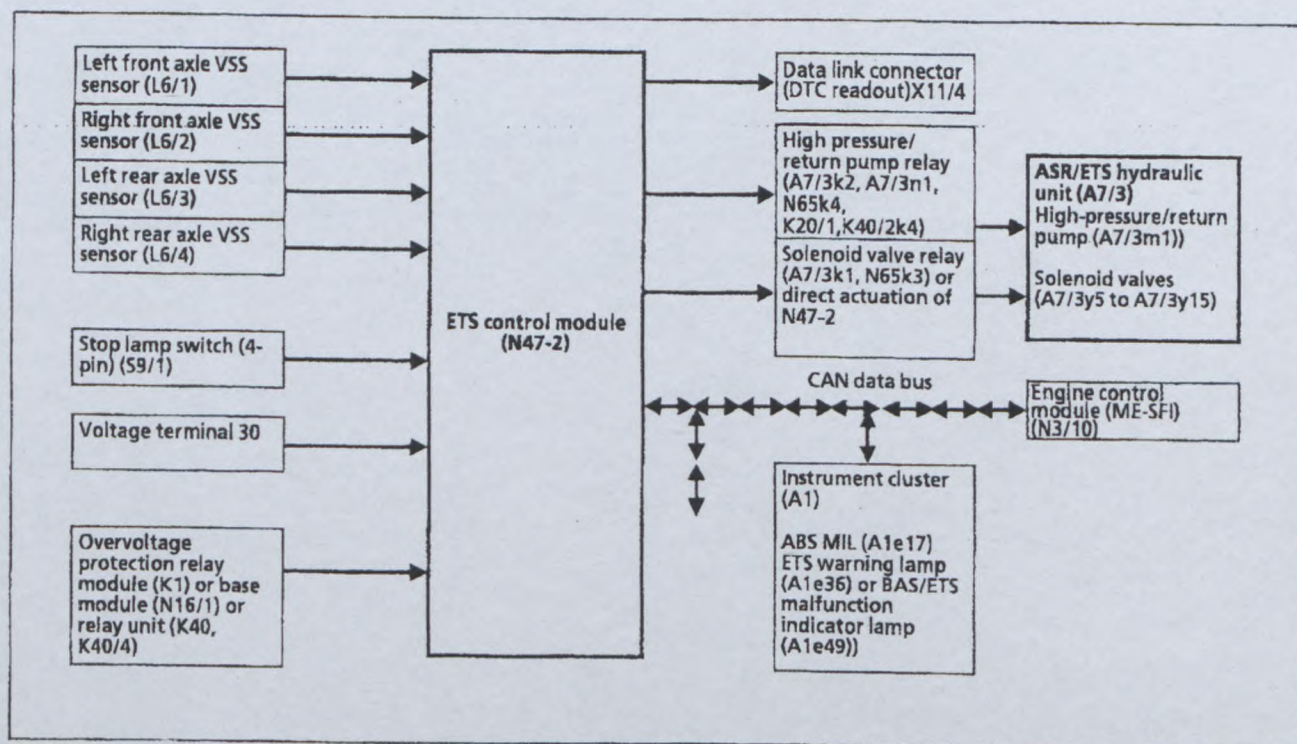 Left front axle VSS
sensor (L6/1)
Right front axle VSS
sensor (L6/2)
Left rear axle VSS
sensor (L6/3)
Right rear axle VSS
sensor (L6/4)
Stop lamp switch (4-
pin) (S9/1)
Voltage terminal 30
Overvoltage
protection relay
module (K1) or base
module (N16/1) or
relay unit (K40,
K40/4)
ETS control module
(N47-2)
Data link connector
(DTC readout)X11/4
High pressure/
return pump relay
(A7/3k2, A7/3n1,
N65k4,
K20/1,K40/2k4)
Solenoid valve relay
(A7/3k1, N65k3) or
direct actuation of
N47-2
ASR/ETS hydraulic
unit (A7/3)
High-pressure/return
pump (A7/3m1))
Solenoid valves
(A7/3y5 to A7/3y15)
CAN data bus
Engine control
module (ME-SFI)
(N3/10)
Instrument cluster
(A1)
ABS MIL (A1e17)
ETS warning lamp
(A1e36) or BAS/ETS
malfunction
indicator lamp
(A1e49))